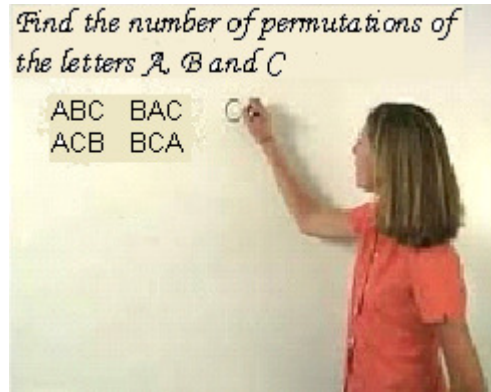 Find the number of permutations of
the letters A, B and C
ABC BAC C
ACB BCA